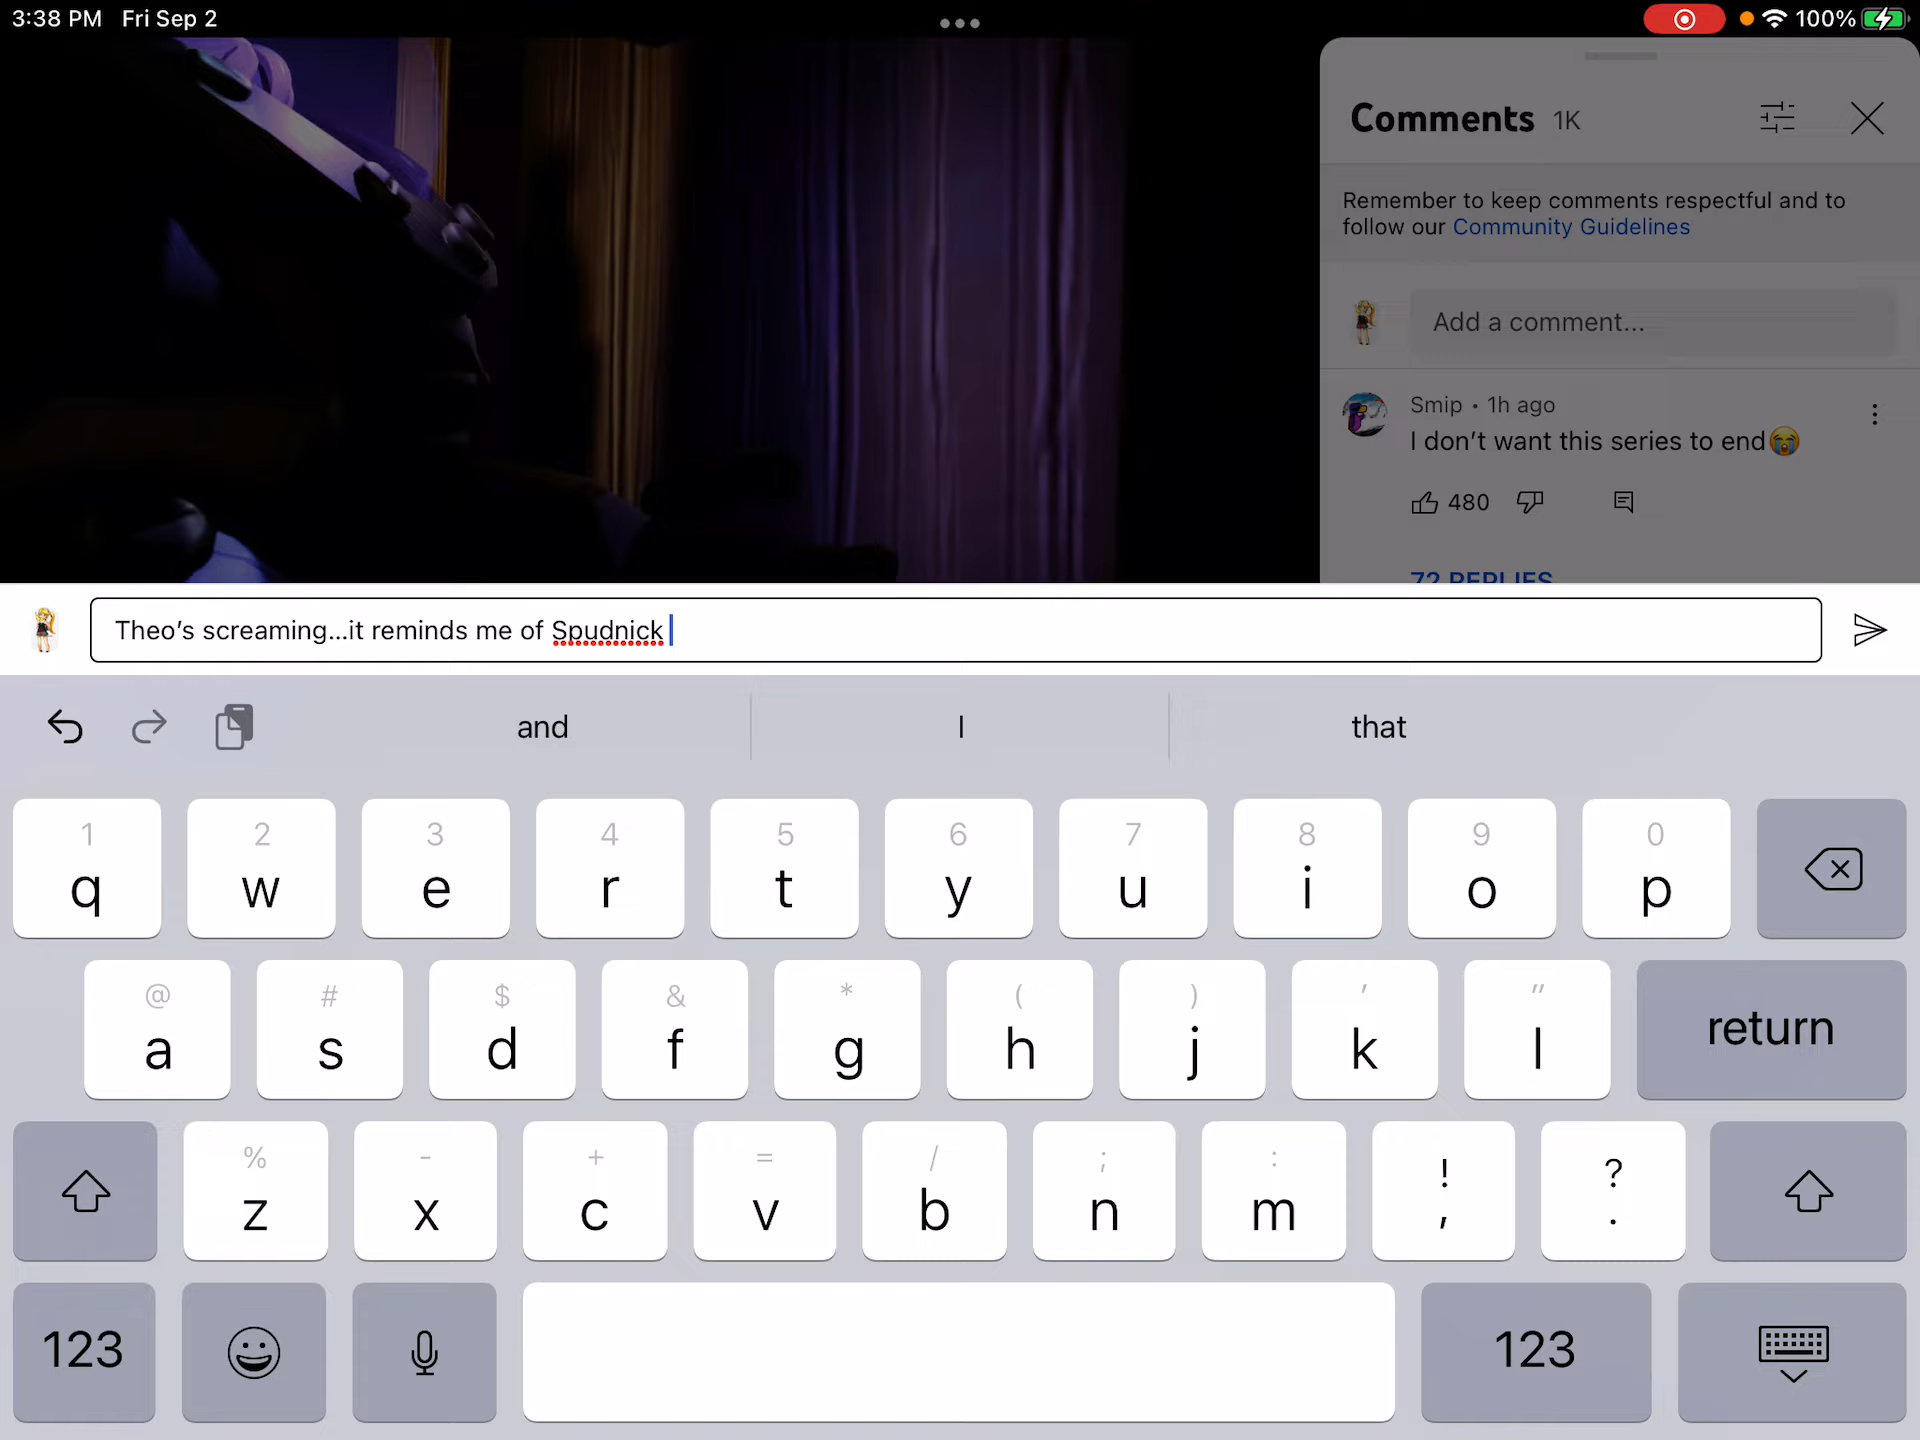 3:38 PM Fri Sep 2
100%
Comments 1K
Remember to keep comments respectful and to
follow our Community Guidelines
Add a comment...
Smip • 1h ago
I don't want this series to end😭
480
72 REPLIES
Theo's screaming...it reminds me of Spudnick
and I that
1 2 3 4 5 6 7 8 9 0
q w e r t y u i o p
@ # $ & * ( ) ' "
a s d f g h j k l return
% - + = / ; : ! ?
z x c v b n m , .
123 123